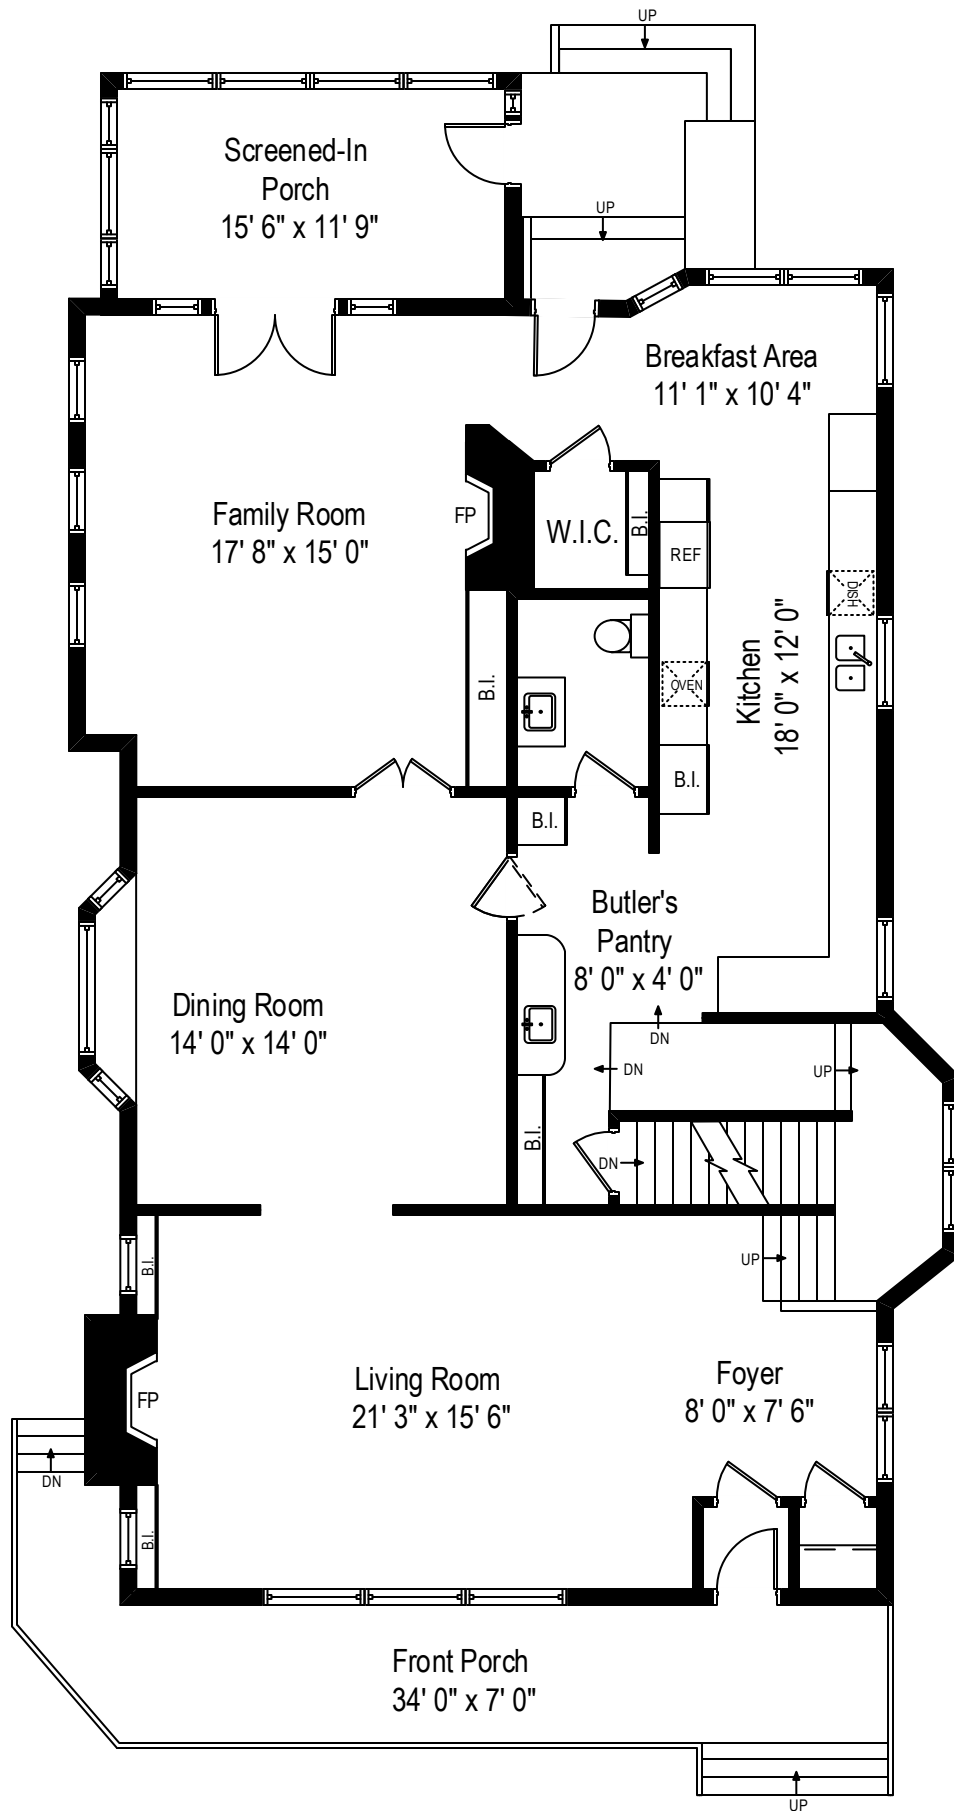 UP
Screened-In
Porch
15' 6" x 11' 9"
UP
Breakfast Area
11' 1" x 10' 4"
Family Room
17' 8" x 15' 0"
FP
W.I.C.
B.I.
REF
DISH
Kitchen
18' 0" x 12' 0"
OVEN
B.I.
B.I.
B.I.
Butler's
Pantry
8' 0" x 4' 0"
Dining Room
14' 0" x 14' 0"
DN
DN
UP
B.I.
DN
B.I.
UP
Living Room
21' 3" x 15' 6"
Foyer
8' 0" x 7' 6"
FP
DN
B.I.
Front Porch
34' 0" x 7' 0"
UP